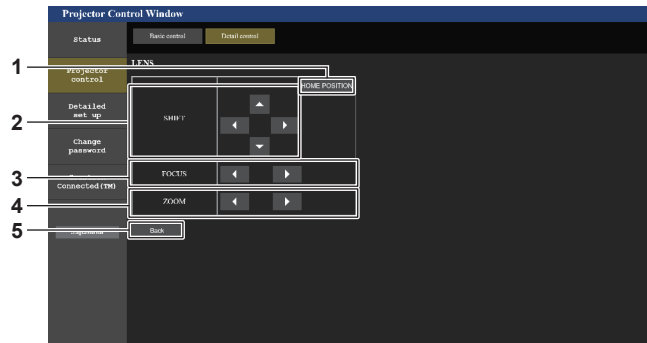 Projector Control Window
Status
Basic control
Detail control
1
LENS
Projector
control
HOME POSITION
2
Detailed
set up
SHIFT
Change
password
3
FOCUS
Connected(TM)
4
ZOOM
5
Back